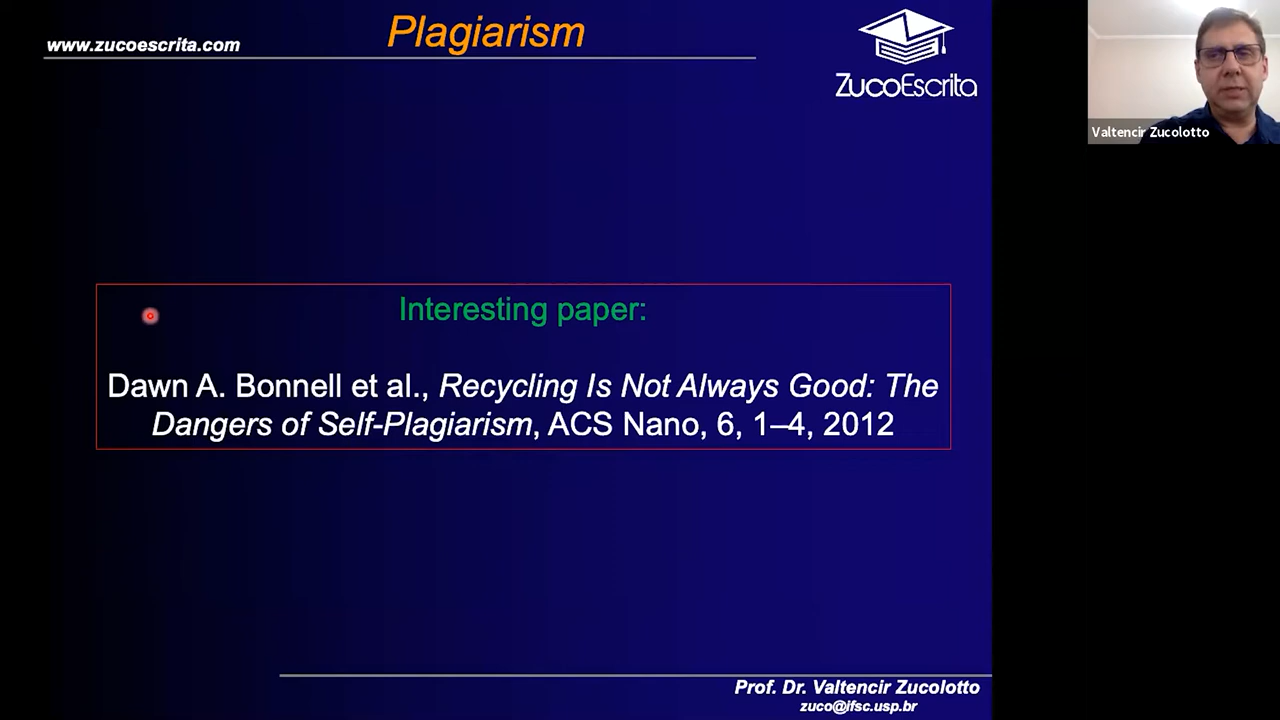 www.zucoescrita.com
Plagiarism
ZucoEscrita
Valtencir Zucolotto
Interesting paper:
Dawn A. Bonnell et al., Recycling Is Not Always Good: The
Dangers of Self-Plagiarism, ACS Nano, 6, 1–4, 2012
Prof. Dr. Valtencir Zucolotto
zuco@ifsc.usp.br